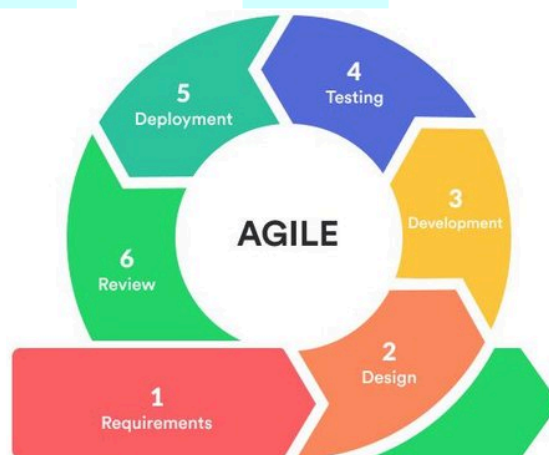 AGILE
1
Requirements
2
Design
3
Development
4
Testing
5
Deployment
6
Review